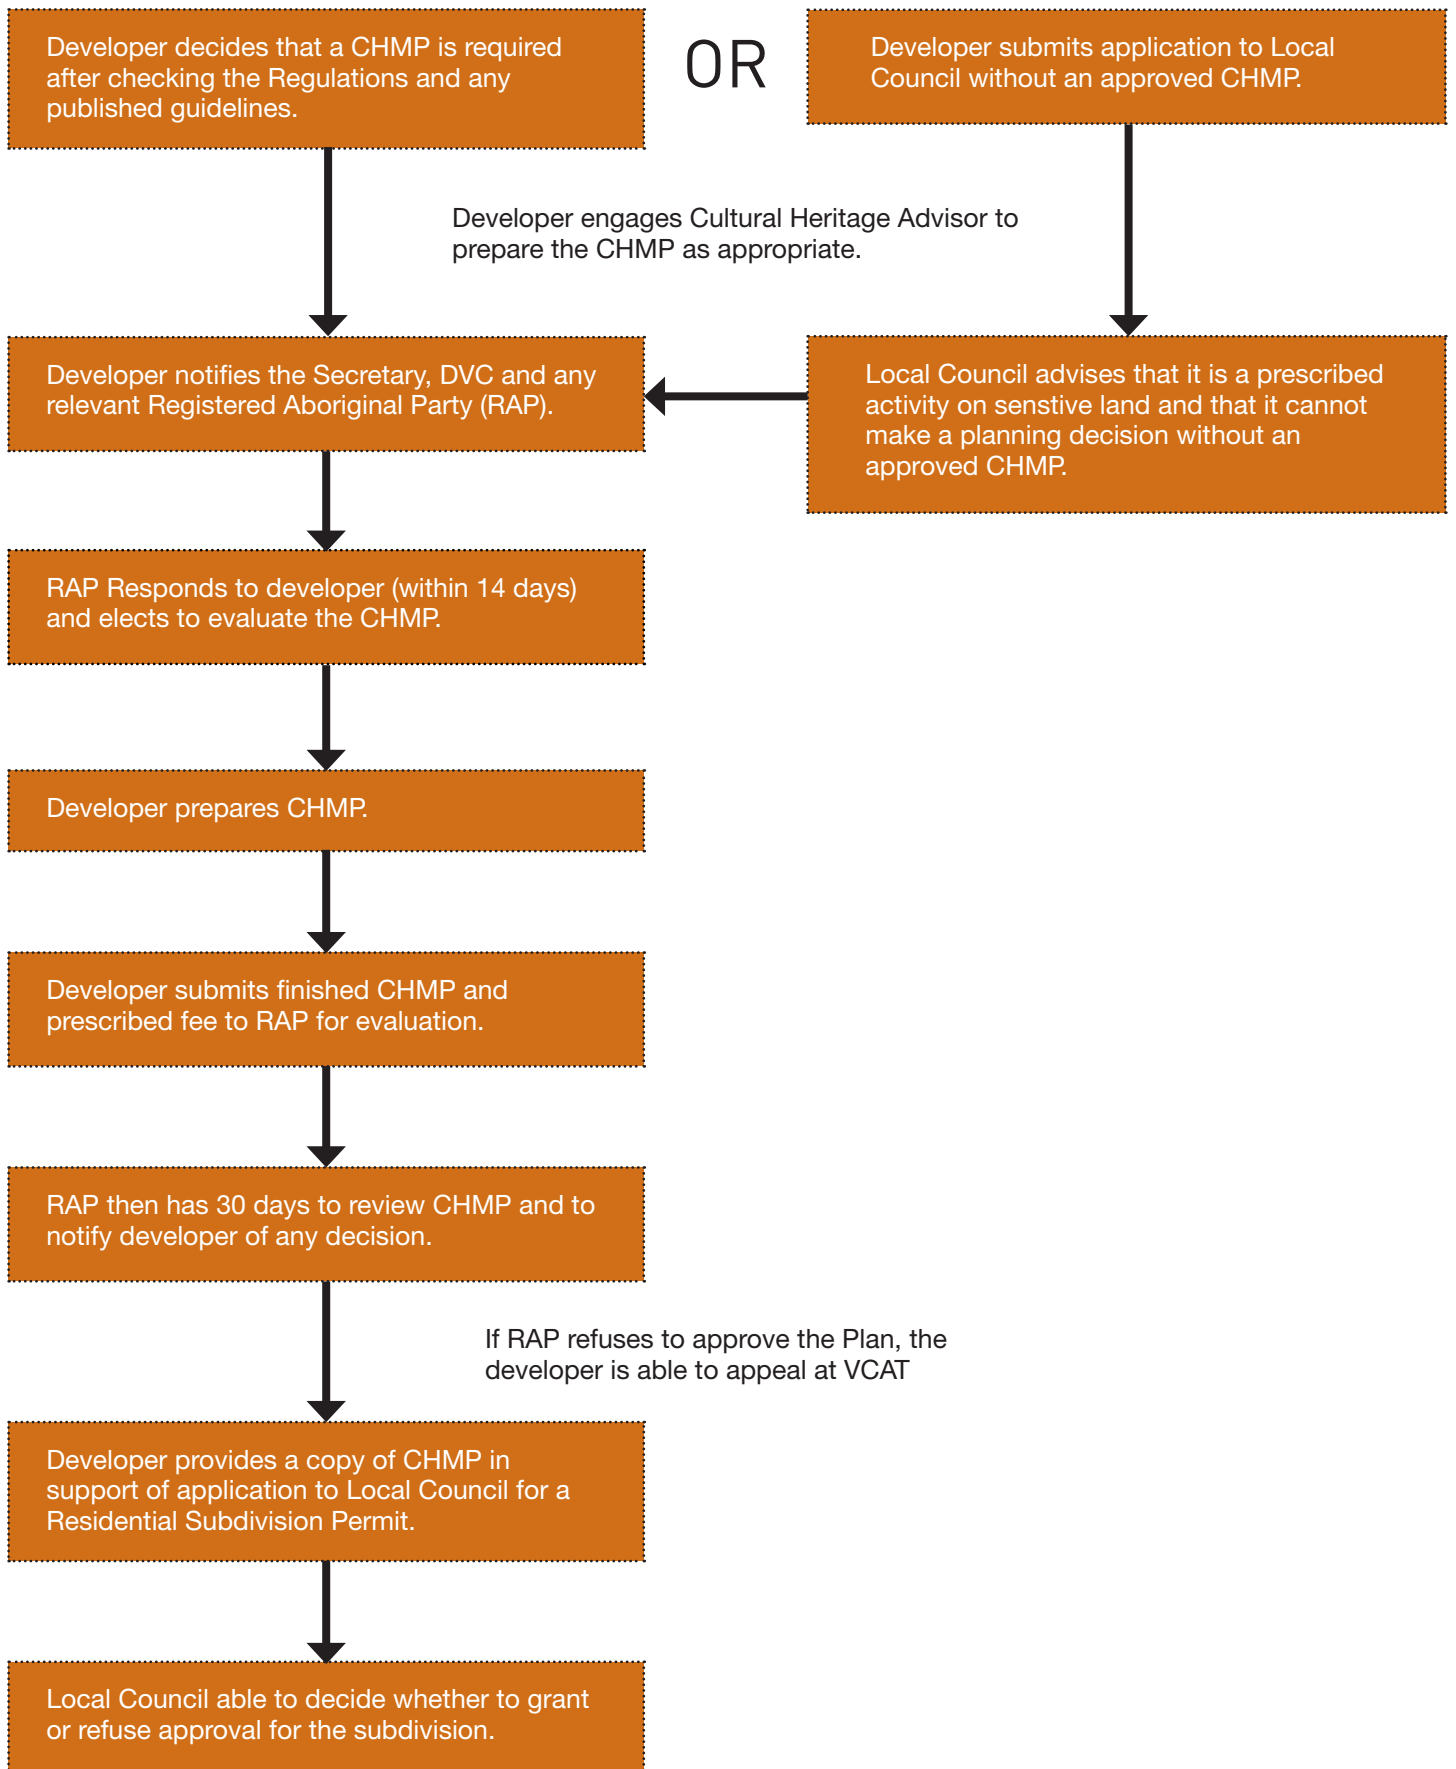 Developer decides that a CHMP is required
after checking the Regulations and any
published guidelines.
OR
Developer submits application to Local
Council without an approved CHMP.
Developer engages Cultural Heritage Advisor to
prepare the CHMP as appropriate.
Developer notifies the Secretary, DVC and any
relevant Registered Aboriginal Party (RAP).
Local Council advises that it is a prescribed
activity on senstive land and that it cannot
make a planning decision without an
approved CHMP.
RAP Responds to developer (within 14 days)
and elects to evaluate the CHMP.
Developer prepares CHMP.
Developer submits finished CHMP and
prescribed fee to RAP for evaluation.
RAP then has 30 days to review CHMP and to
notify developer of any decision.
If RAP refuses to approve the Plan, the
developer is able to appeal at VCAT
Developer provides a copy of CHMP in
support of application to Local Council for a
Residential Subdivision Permit.
Local Council able to decide whether to grant
or refuse approval for the subdivision.